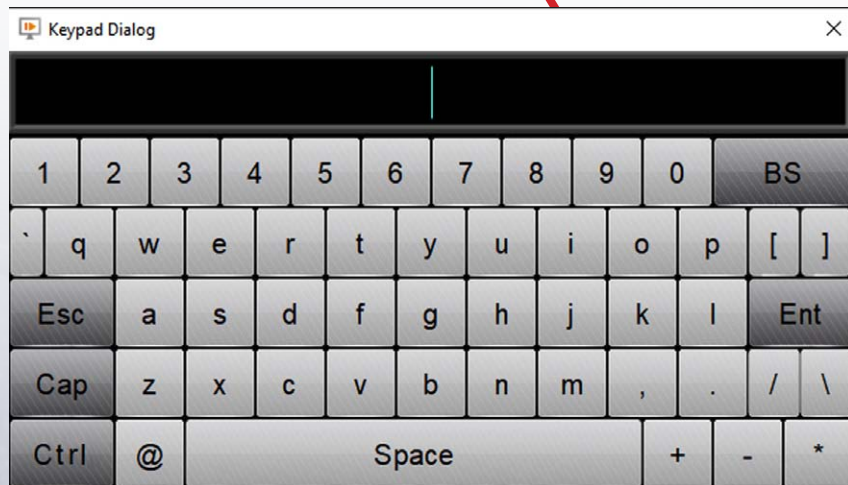 Keypad Dialog
1 2 3 4 5 6 7 8 9 0 BS
` q w e r t y u i o p [ ]
Esc a s d f g h j k l Ent
Cap z x c v b n m , . / \
Ctrl @ Space + - *